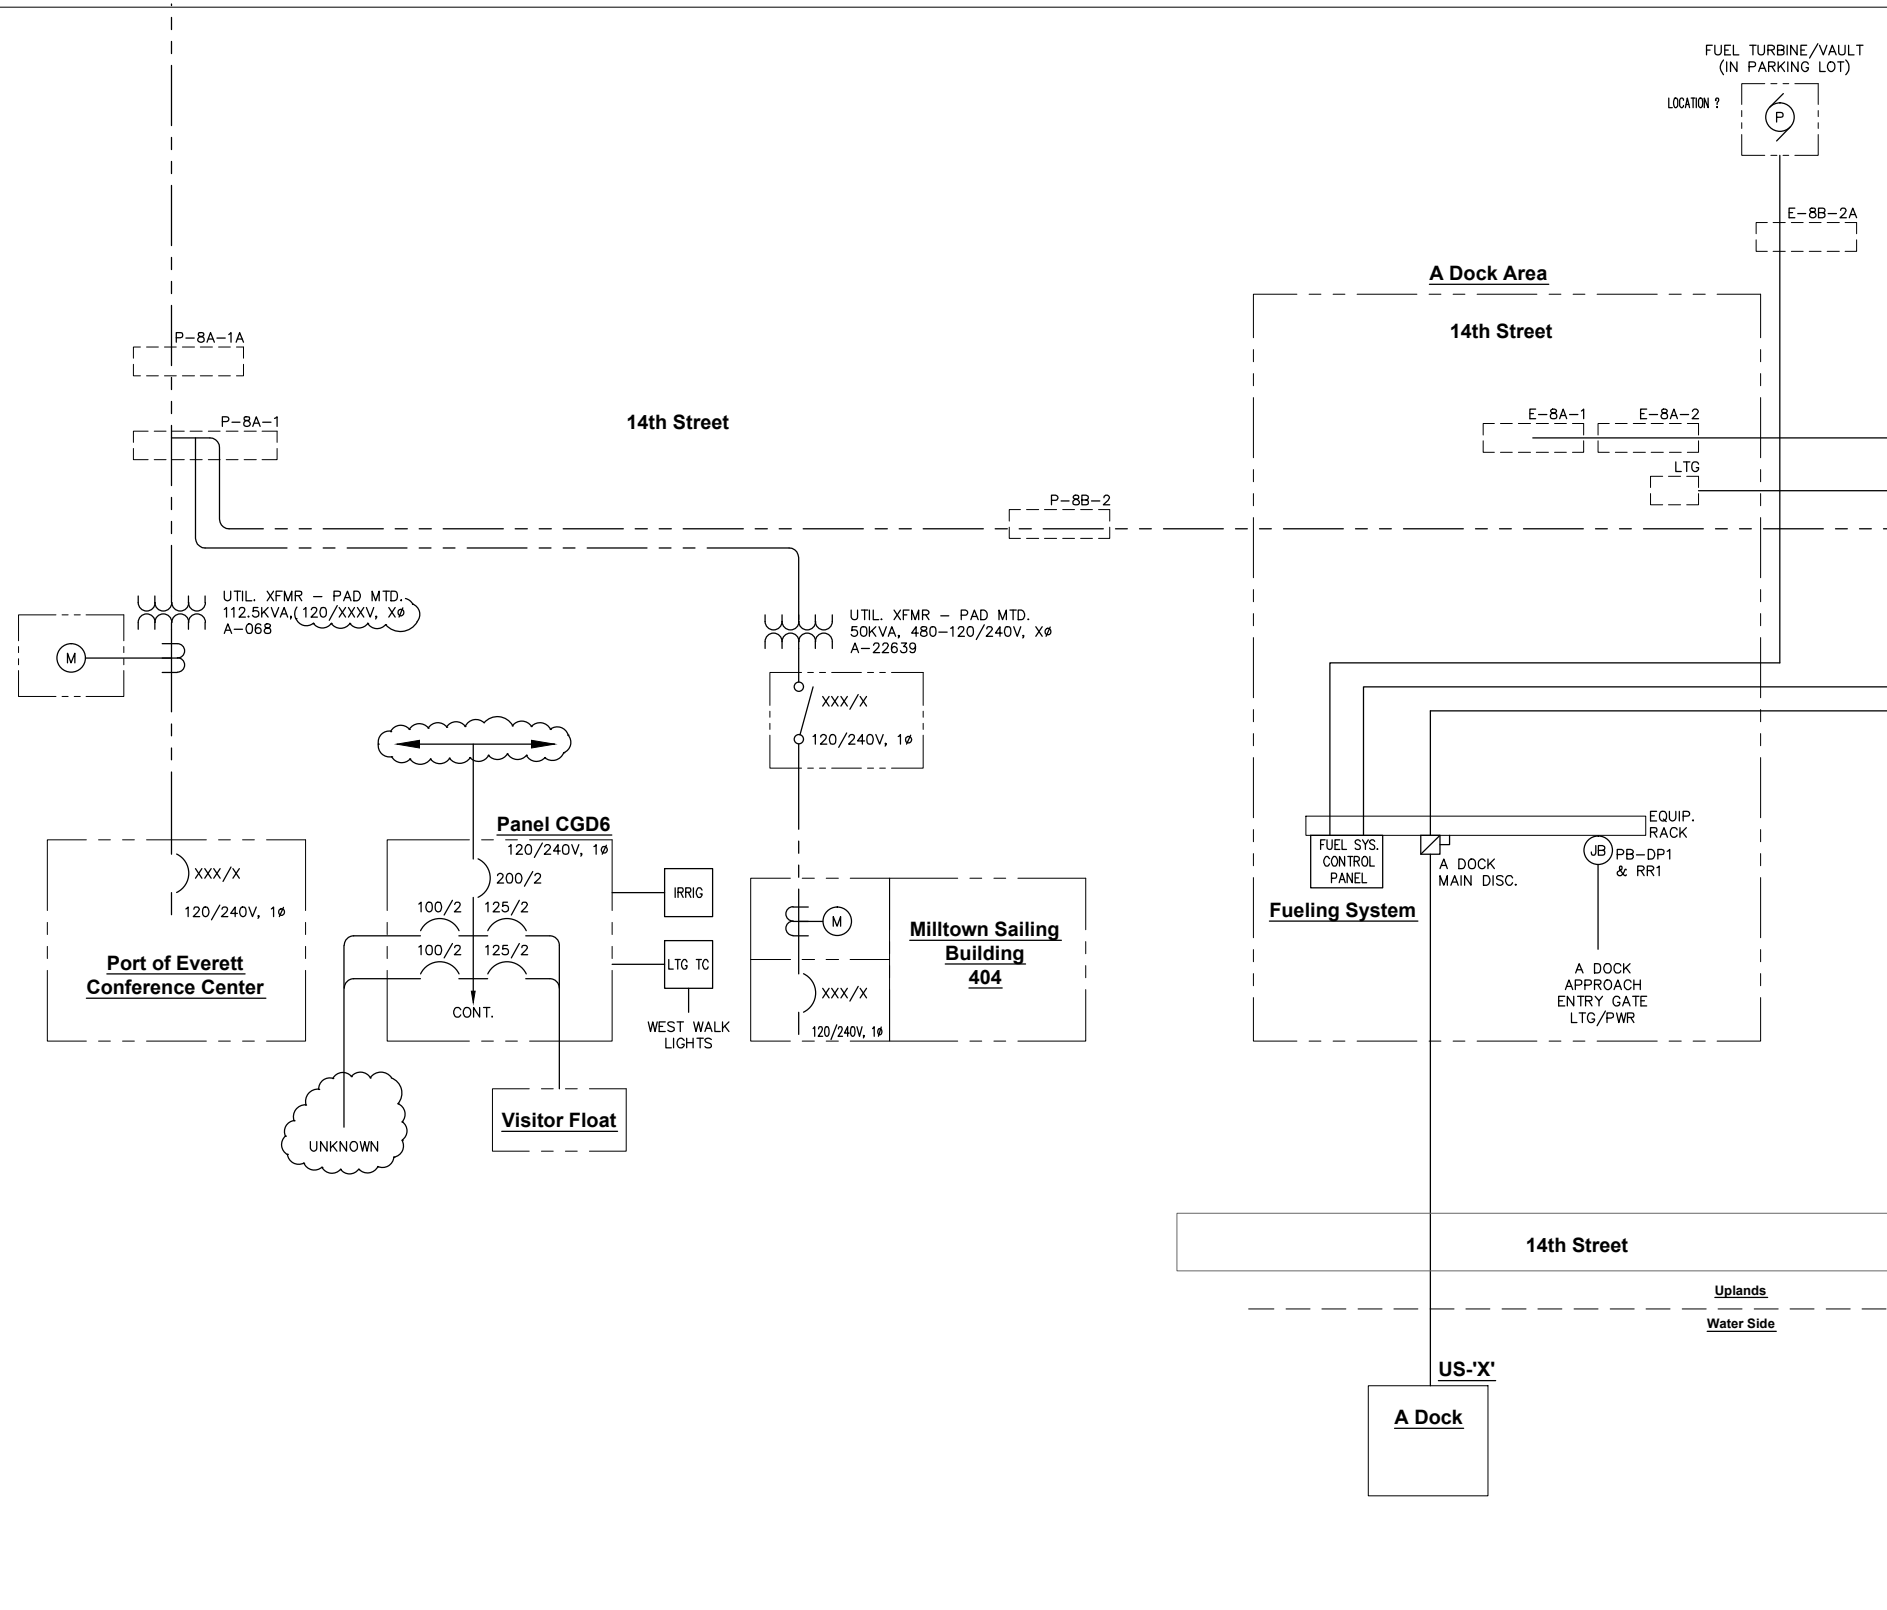 FUEL TURBINE/VAULT
(IN PARKING LOT)
LOCATION ?
P
E-8B-2A
A Dock Area
14th Street
P-8A-1A
P-8A-1
14th Street
E-8A-1
E-8A-2
LTG
P-8B-2
UTIL. XFMR - PAD MTD.
112.5KVA, 120/XXXV, XØ
A-068
M
UTIL. XFMR - PAD MTD.
50KVA, 480-120/240V, XØ
A-22639
XXX/X
120/240V, 1Ø
Panel CGD6
120/240V, 1Ø
200/2
100/2
125/2
100/2
125/2
CONT.
IRRIG
LTG TC
WEST WALK
LIGHTS
XXX/X
120/240V, 1Ø
Port of Everett
Conference Center
M
XXX/X
120/240V, 1Ø
Milltown Sailing
Building
404
EQUIP.
RACK
FUEL SYS.
CONTROL
PANEL
A DOCK
MAIN DISC.
JB
PB-DP1
& RR1
Fueling System
A DOCK
APPROACH
ENTRY GATE
LTG/PWR
UNKNOWN
Visitor Float
14th Street
Uplands
Water Side
US-'X'
A Dock